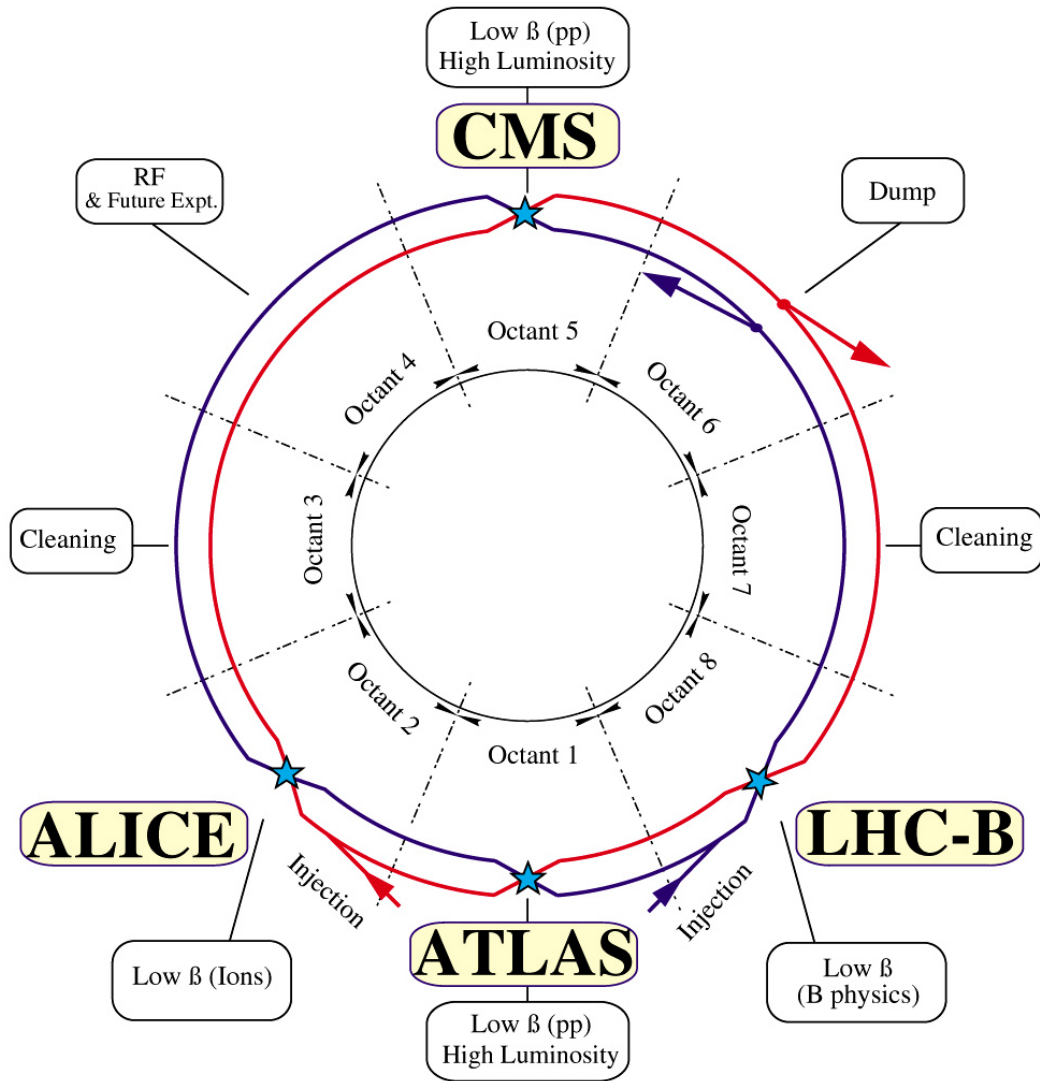 Low ß (pp)
High Luminosity
CMS
RF
& Future Expt.
Dump
Octant 5
Octant 4
Octant 6
Cleaning
Octant 3
Octant 7
Cleaning
Octant 2
Octant 8
Octant 1
ALICE
LHC-B
Injection
Injection
ATLAS
Low ß (Ions)
Low ß
(B physics)
Low ß (pp)
High Luminosity